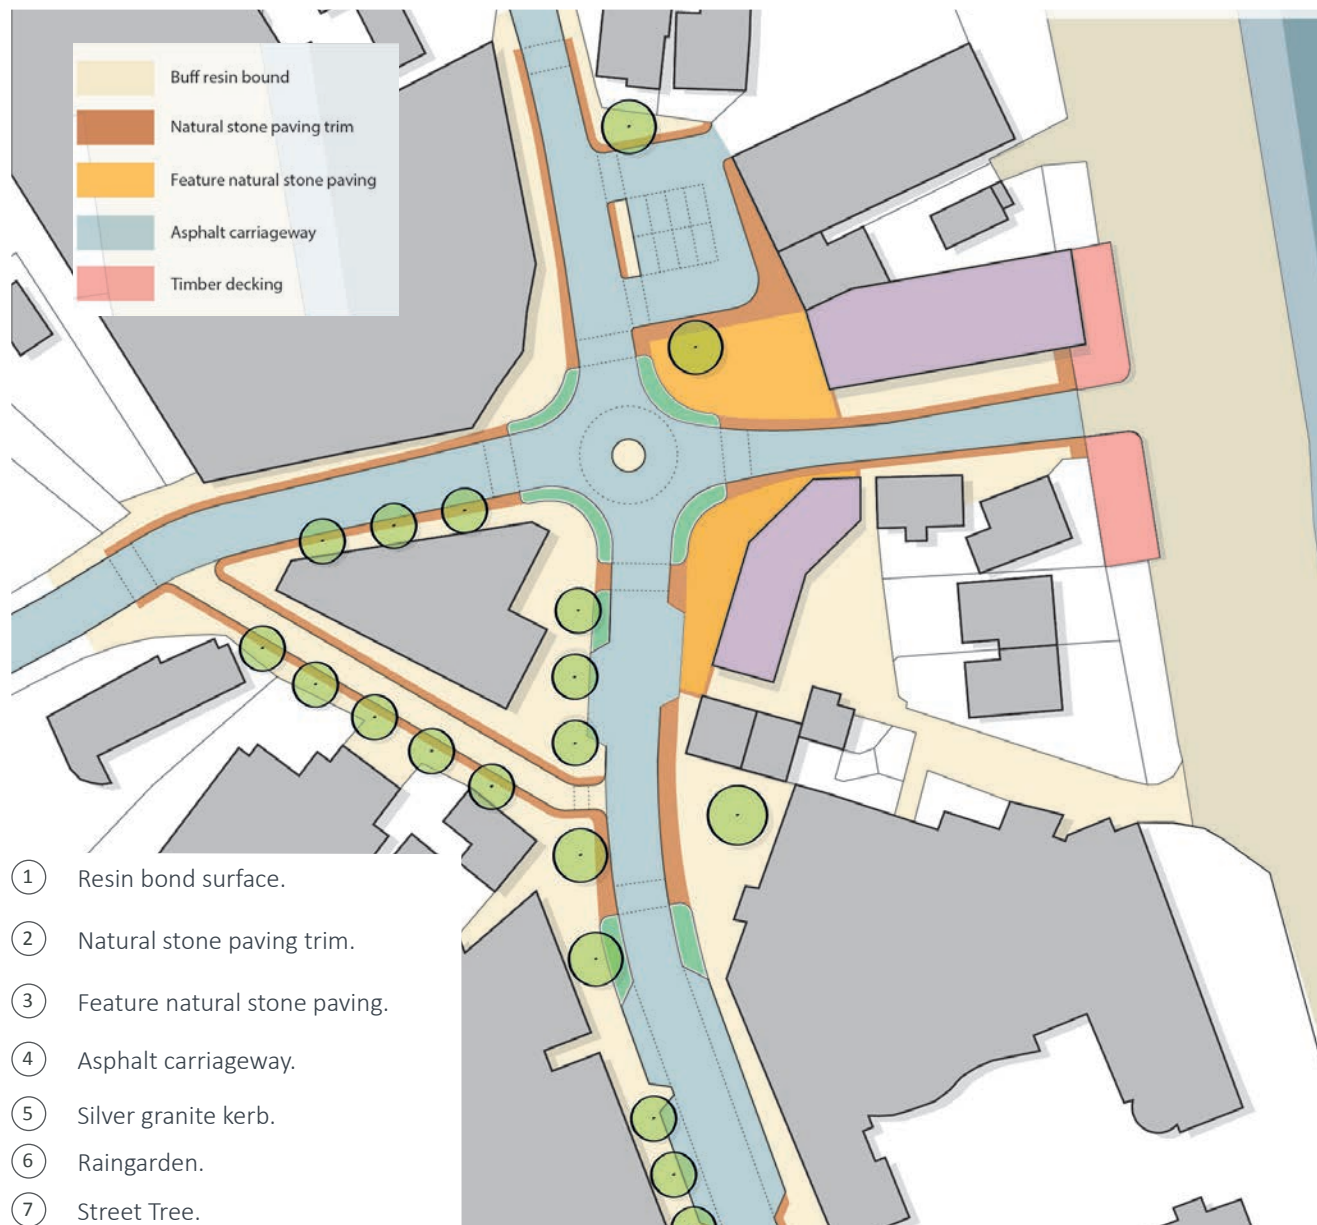 Buff resin bound
Natural stone paving trim
Feature natural stone paving
Asphalt carriageway
Timber decking
1 Resin bond surface.
2 Natural stone paving trim.
3 Feature natural stone paving.
4 Asphalt carriageway.
5 Silver granite kerb.
6 Raingarden.
7 Street Tree.